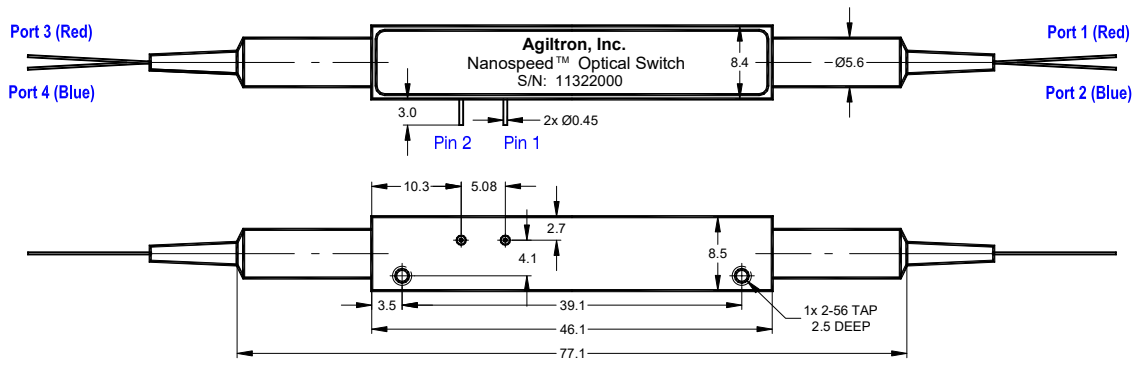 Port 3 (Red)
Port 4 (Blue)
Agiltron, Inc.
Nanospeed™ Optical Switch
S/N: 11322000
8.4
Ø5.6
Port 1 (Red)
Port 2 (Blue)
3.0
2x Ø0.45
Pin 2
Pin 1
10.3
5.08
2.7
4.1
8.5
3.5
39.1
1x 2-56 TAP
2.5 DEEP
46.1
77.1